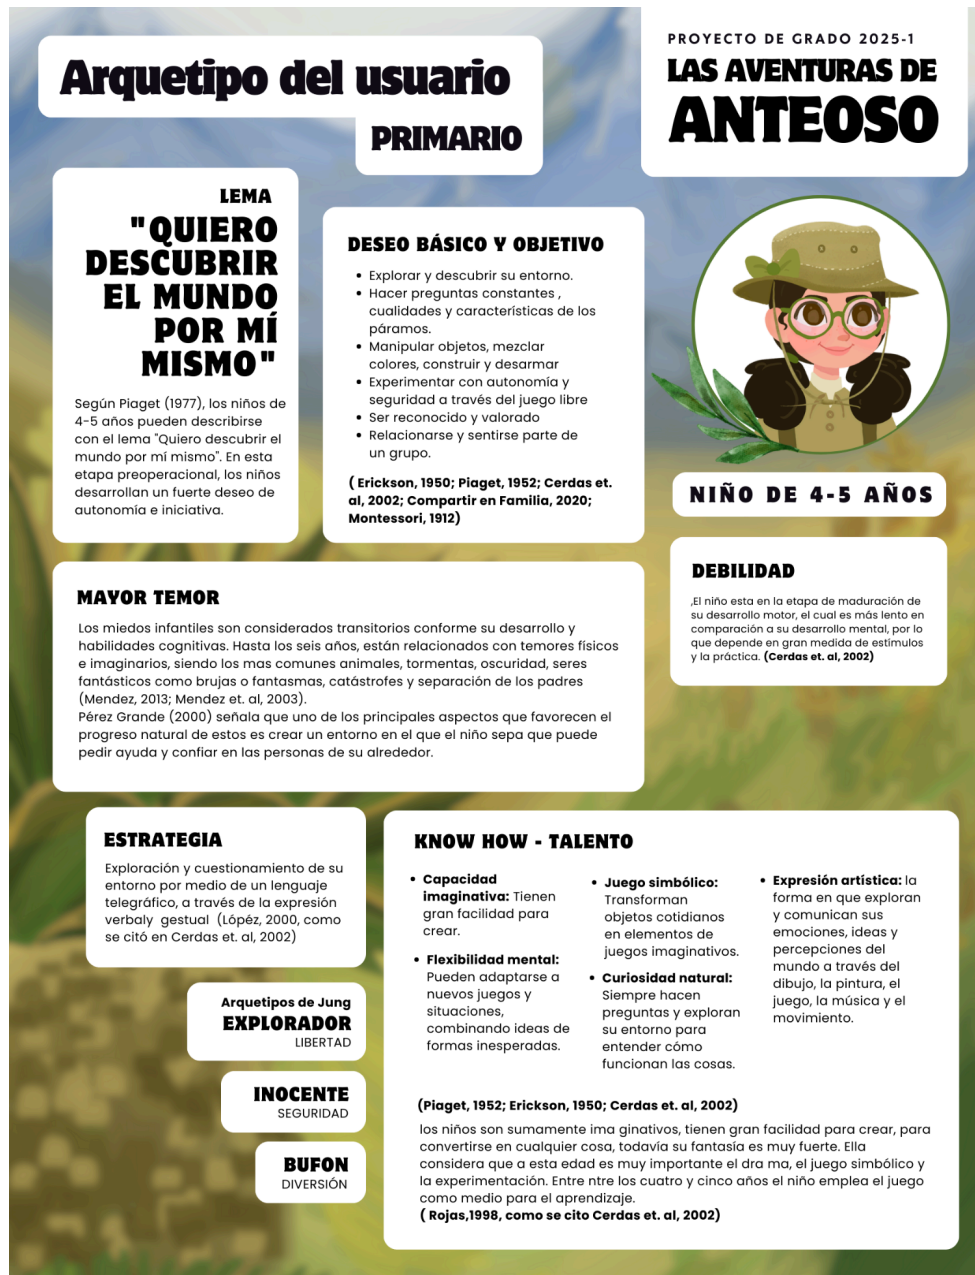 Arquetipo del usuario
PRIMARIO
PROYECTO DE GRADO 2025-1
LAS AVENTURAS DE
ANTEOSO
LEMA
"QUIERO
DESCUBRIR
EL MUNDO
POR MÍ
MISMO"
Según Piaget (1977), los niños de
4-5 años pueden describirse
con el lema "Quiero descubrir el
mundo por mí mismo". En esta
etapa preoperacional, los niños
desarrollan un fuerte deseo de
autonomía e iniciativa.
DESEO BÁSICO Y OBJETIVO
• Explorar y descubrir su entorno.
• Hacer preguntas constantes ,
cualidades y características de los
páramos.
• Manipular objetos, mezclar
colores, construir y desarmar
• Experimentar con autonomía y
seguridad a través del juego libre
• Ser reconocido y valorado
• Relacionarse y sentirse parte de
un grupo.
( Erickson, 1950; Piaget, 1952; Cerdas et.
al, 2002; Compartir en Familia, 2020;
Montessori, 1912)
NIÑO DE 4-5 AÑOS
DEBILIDAD
,El niño esta en la etapa de maduración de
su desarrollo motor, el cual es más lento en
comparación a su desarrollo mental, por lo
que depende en gran medida de estímulos
y la práctica. (Cerdas et. al, 2002)
MAYOR TEMOR
Los miedos infantiles son considerados transitorios conforme su desarrollo y
habilidades cognitivas. Hasta los seis años, están relacionados con temores físicos
e imaginarios, siendo los mas comunes animales, tormentas, oscuridad, seres
fantásticos como brujas o fantasmas, catástrofes y separación de los padres
(Mendez, 2013; Mendez et. al, 2003).
Pérez Grande (2000) señala que uno de los principales aspectos que favorecen el
progreso natural de estos es crear un entorno en el que el niño sepa que puede
pedir ayuda y confiar en las personas de su alrededor.
ESTRATEGIA
Exploración y cuestionamiento de su
entorno por medio de un lenguaje
telegráfico, a través de la expresión
verbaly gestual (Lópéz, 2000, como
se citó en Cerdas et. al, 2002)
Arquetipos de Jung
EXPLORADOR
LIBERTAD
INOCENTE
SEGURIDAD
BUFON
DIVERSIÓN
KNOW HOW - TALENTO
• Capacidad
imaginativa: Tienen
gran facilidad para
crear.
• Flexibilidad mental:
Pueden adaptarse a
nuevos juegos y
situaciones,
combinando ideas de
formas inesperadas.
• Juego simbólico:
Transforman
objetos cotidianos
en elementos de
juegos imaginativos.
• Curiosidad natural:
Siempre hacen
preguntas y exploran
su entorno para
entender cómo
funcionan las cosas.
• Expresión artística: la
forma en que exploran
y comunican sus
emociones, ideas y
percepciones del
mundo a través del
dibujo, la pintura, el
juego, la música y el
movimiento.
(Piaget, 1952; Erickson, 1950; Cerdas et. al, 2002)
los niños son sumamente ima ginativos, tienen gran facilidad para crear, para
convertirse en cualquier cosa, todavía su fantasía es muy fuerte. Ella
considera que a esta edad es muy importante el dra ma, el juego simbólico y
la experimentación. Entre ntre los cuatro y cinco años el niño emplea el juego
como medio para el aprendizaje.
( Rojas,1998, como se cito Cerdas et. al, 2002)